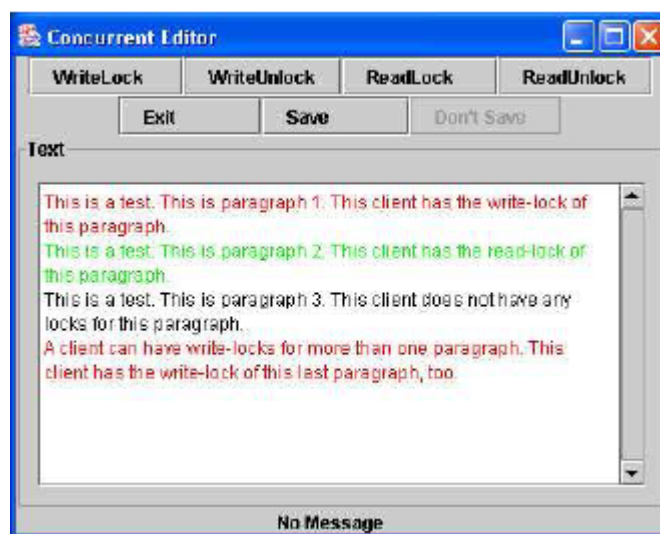 Concurrent Editor
WriteLock WriteUnlock ReadLock ReadUnlock
Exit Save Don't Save
Text
This is a test. This is paragraph 1. This client has the write-lock of
this paragraph.
This is a test. This is paragraph 2. This client has the read-lock of
this paragraph.
This is a test. This is paragraph 3. This client does not have any
locks for this paragraph.
A client can have write-locks for more than one paragraph. This
client has the write-lock of this last paragraph, too.
No Message